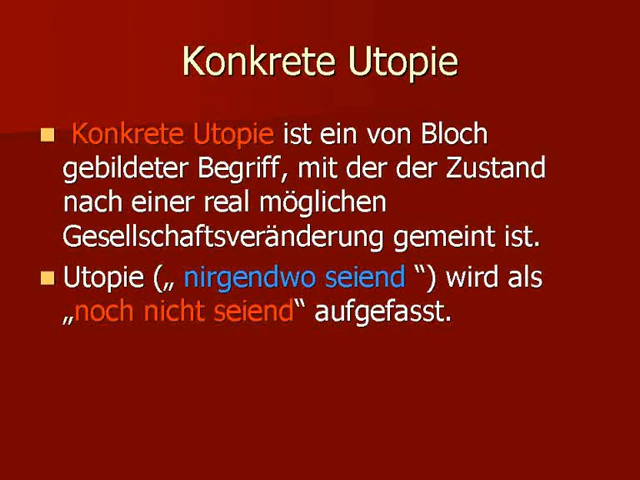 Konkrete Utopie
Konkrete Utopie ist ein von Bloch
gebildeter Begriff, mit der der Zustand
nach einer real möglichen
Gesellschaftsveränderung gemeint ist.
Utopie („ nirgendwo seiend “) wird als
„noch nicht seiend“ aufgefasst.